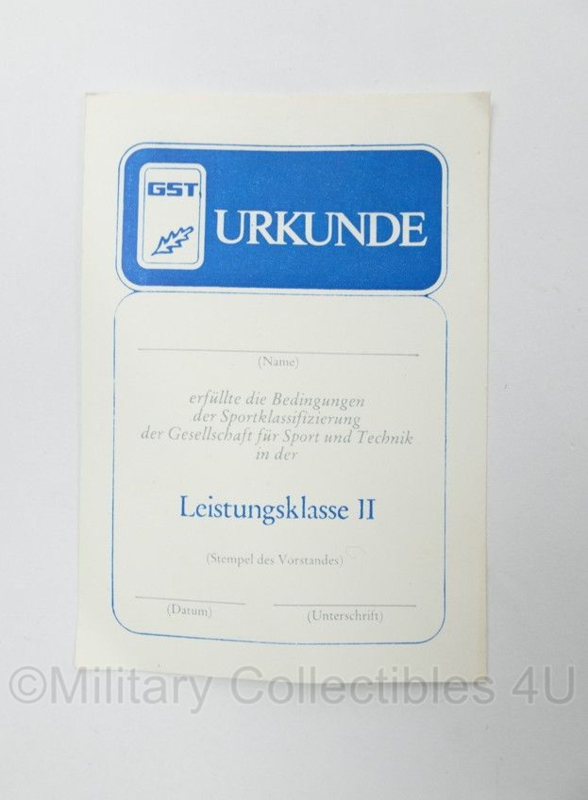 GST
URKUNDE
(Name)
erfüllte die Bedingungen
der Sportklassifizierung
der Gesellschaft für Sport und Technik
in der
Leistungsklasse II
(Stempel des Vorstandes)
(Datum)
(Unterschrift)
©Military Collectibles 4U